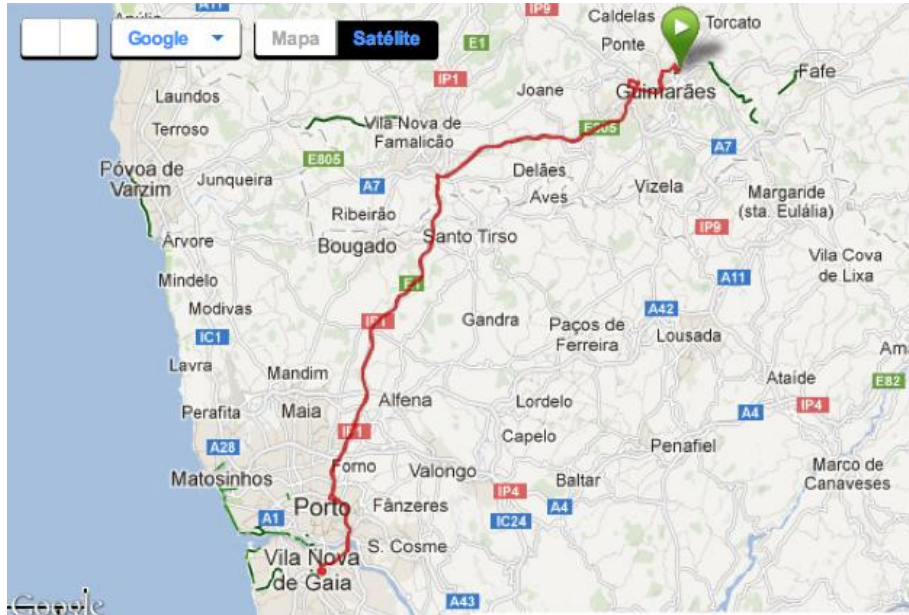 Apúlia
A11
IP9
Caldelas
Torcato
Google
Mapa
Satélite
E1
Ponte
IP1
Fafe
Laundos
Joane
Guimarães
Terroso
Vila Nova de
Famalicão
E805
E805
A7
Póvoa de
Varzim
Junqueira
A7
Delães
Aves
Vizela
Margaride
(sta. Eulália)
Ribeirão
Árvore
Bougado
Santo Tirso
IP9
Vila Cova
de Lixa
Mindelo
E1
A11
Modivas
IP1
Gandra
Paços de
Ferreira
A42
Lousada
IC1
Lavra
Mandim
Am
Ataíde
E82
Perafita
Maia
Alfena
Lordelo
A4
IP4
A28
IP1
Capelo
Penafiel
Matosinhos
Forno
Valongo
Baltar
Marco de
Canaveses
IP4
Porto
Fânzeres
A4
A1
IC24
Vila Nova
de Gaia
S. Cosme
Google
A43